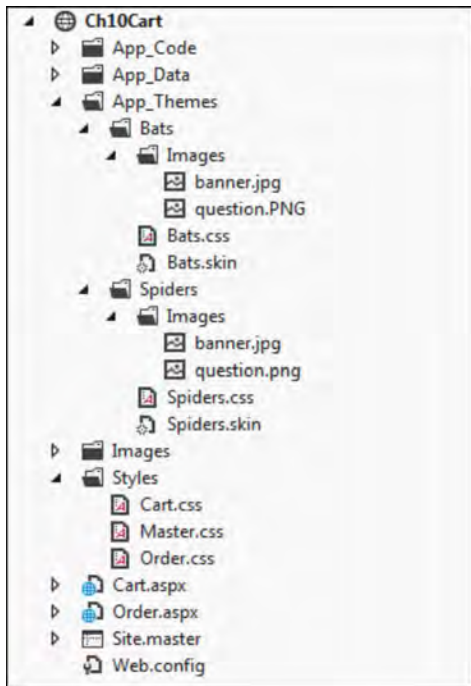 Ch10Cart
App_Code
App_Data
App_Themes
Bats
Images
banner.jpg
question.PNG
Bats.css
Bats.skin
Spiders
Images
banner.jpg
question.png
Spiders.css
Spiders.skin
Images
Styles
Cart.css
Master.css
Order.css
Cart.aspx
Order.aspx
Site.master
Web.config